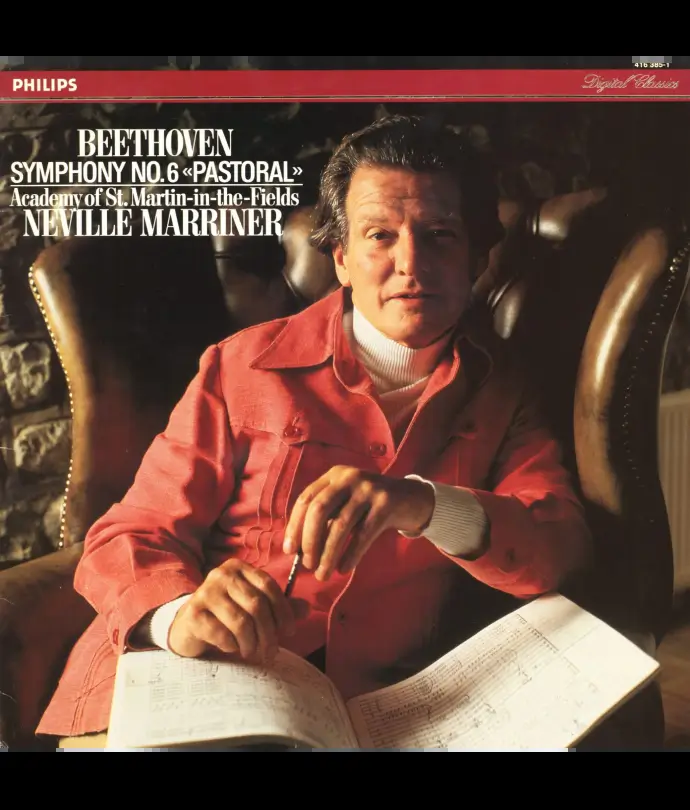 416 385-1
PHILIPS
Digital Classics
BEETHOVEN
SYMPHONY NO. 6 «PASTORAL»
Academy of St. Martin-in-the-Fields
NEVILLE MARRINER